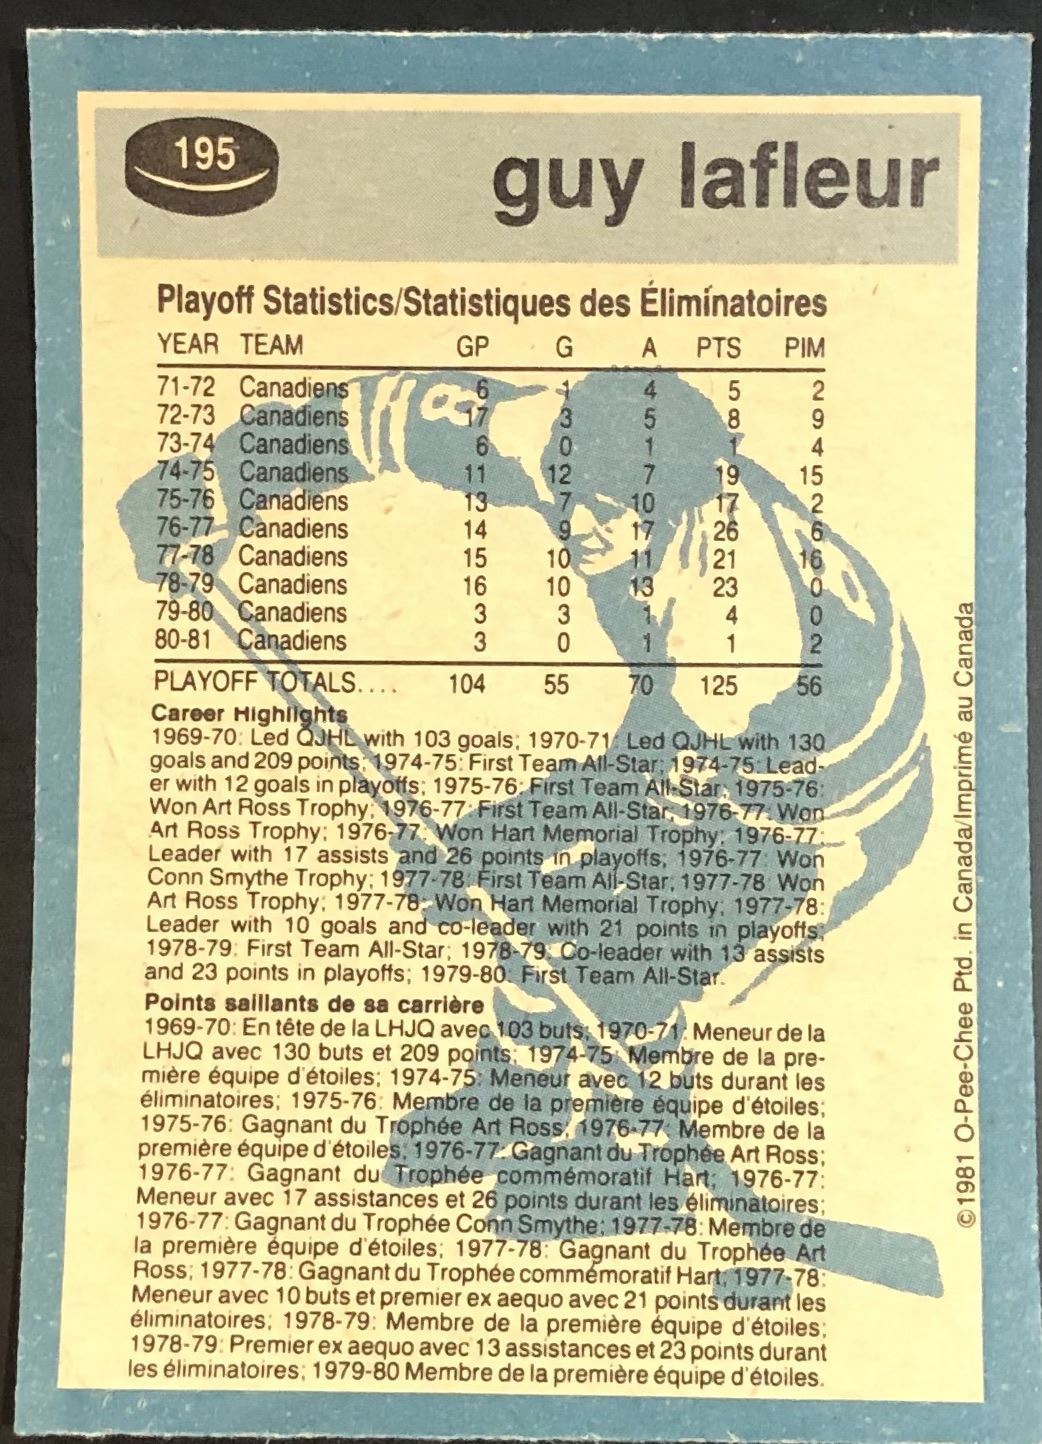 195
guy lafleur
Playoff Statistics/Statistiques des Éliminatoires
YEAR TEAM GP G A PTS PIM
71-72 Canadiens 6 1 4 5 2
72-73 Canadiens 17 3 5 8 9
73-74 Canadiens 6 0 1 1 4
74-75 Canadiens 11 12 7 19 15
75-76 Canadiens 13 7 10 17 2
76-77 Canadiens 14 9 17 26 6
77-78 Canadiens 15 10 11 21 16
78-79 Canadiens 16 10 13 23 0
79-80 Canadiens 3 3 1 4 0
80-81 Canadiens 3 0 1 1 2
PLAYOFF TOTALS.... 104 55 70 125 56
Career Highlights
1969-70: Led QJHL with 103 goals; 1970-71: Led QJHL with 130
goals and 209 points; 1974-75: First Team All-Star; 1974-75: Lead-
er with 12 goals in playoffs; 1975-76: First Team All-Star; 1975-76:
Won Art Ross Trophy; 1976-77: First Team All-Star; 1976-77: Won
Art Ross Trophy; 1976-77: Won Hart Memorial Trophy; 1976-77:
Leader with 17 assists and 26 points in playoffs; 1976-77: Won
Conn Smythe Trophy; 1977-78: First Team All-Star; 1977-78: Won
Art Ross Trophy; 1977-78: Won Hart Memorial Trophy; 1977-78:
Leader with 10 goals and co-leader with 21 points in playoffs;
1978-79: First Team All-Star; 1978-79: Co-leader with 13 assists
and 23 points in playoffs; 1979-80: First Team All-Star.
Points saillants de sa carrière
1969-70: En tête de la LHJQ avec 103 buts; 1970-71: Meneur de la
LHJQ avec 130 buts et 209 points; 1974-75: Membre de la pre-
mière équipe d'étoiles; 1974-75: Meneur avec 12 buts durant les
éliminatoires; 1975-76: Membre de la première équipe d'étoiles;
1975-76: Gagnant du Trophée Art Ross; 1976-77: Membre de la
première équipe d'étoiles; 1976-77: Gagnant du Trophée Art Ross;
1976-77: Gagnant du Trophée commémoratif Hart; 1976-77:
Meneur avec 17 assistances et 26 points durant les éliminatoires;
1976-77: Gagnant du Trophée Conn Smythe; 1977-78: Membre de
la première équipe d'étoiles; 1977-78: Gagnant du Trophée Art
Ross; 1977-78: Gagnant du Trophée commémoratif Hart; 1977-78:
Meneur avec 10 buts et premier ex aequo avec 21 points durant les
éliminatoires; 1978-79: Membre de la première équipe d'étoiles;
1978-79: Premier ex aequo avec 13 assistances et 23 points durant
les éliminatoires; 1979-80 Membre de la première équipe d'étoiles.
©1981 O-Pee-Chee Ptd. in Canada/Imprimé au Canada